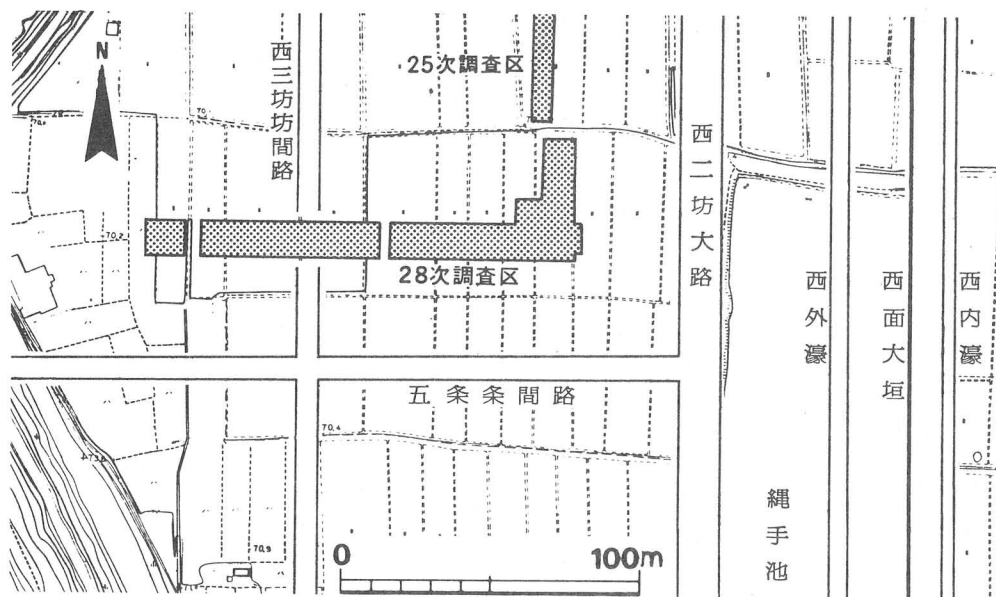 N
西三坊坊間路
25次調査区
西二坊大路
28次調査区
西外濠
西面大垣
西内濠
五条条間路
縄手池
70.2
70.4
70.9
0 100m